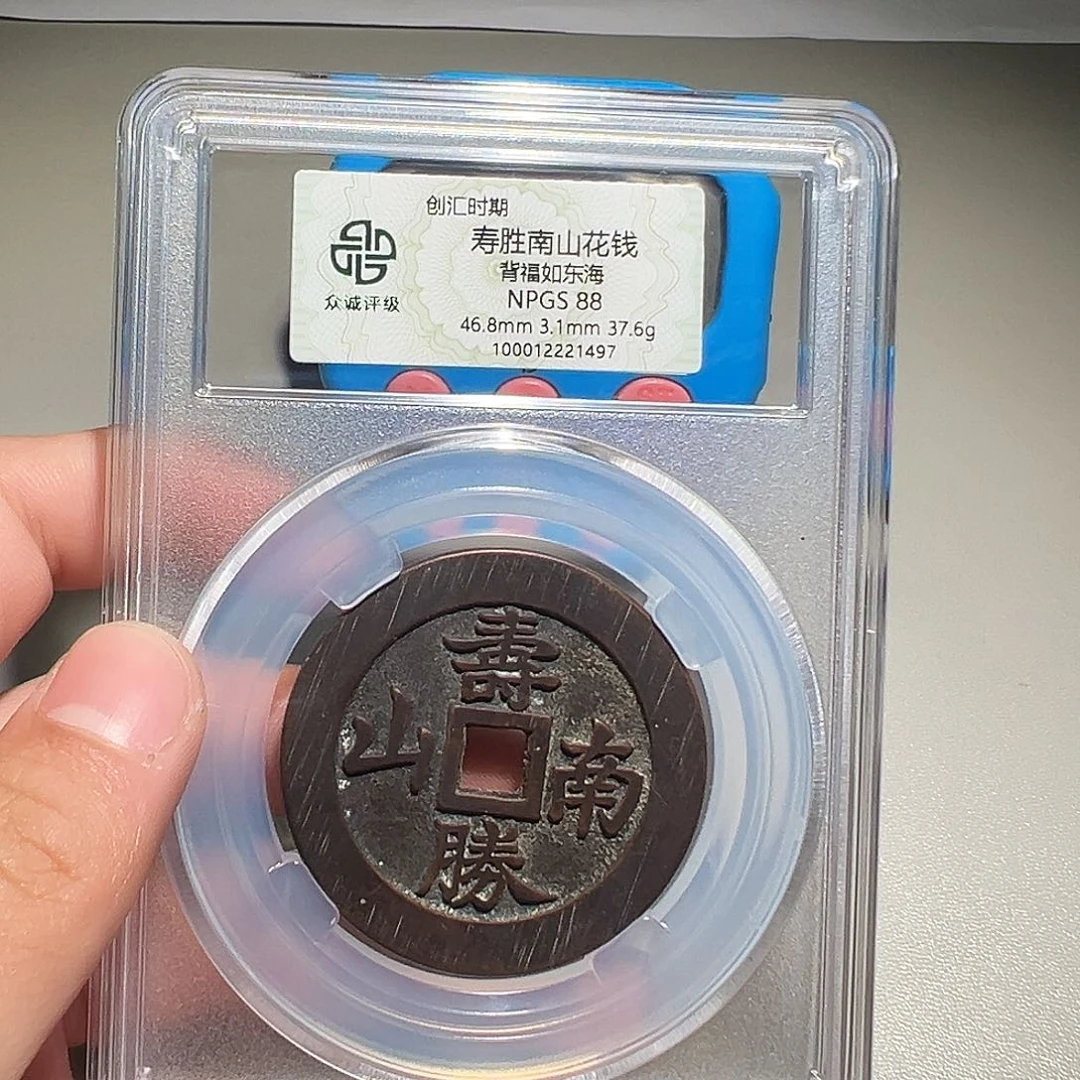 创汇时期
寿胜南山花钱
背福如东海
NPGS 88
46.8mm 3.1mm 37.6g
100012221497
众诚评级
壽
山 南
勝